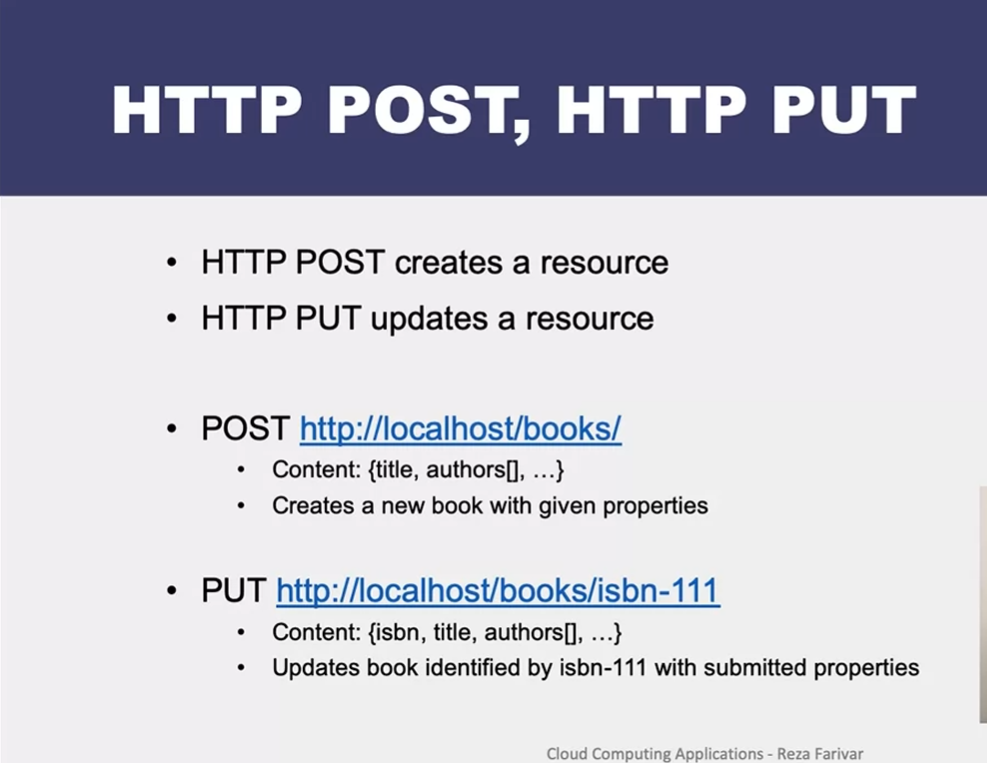 HTTP POST, HTTP PUT
• HTTP POST creates a resource
• HTTP PUT updates a resource
• POST http://localhost/books/
• Content: {title, authors[], …}
• Creates a new book with given properties
• PUT http://localhost/books/isbn-111
• Content: {isbn, title, authors[], …}
• Updates book identified by isbn-111 with submitted properties
Cloud Computing Applications - Reza Farivar